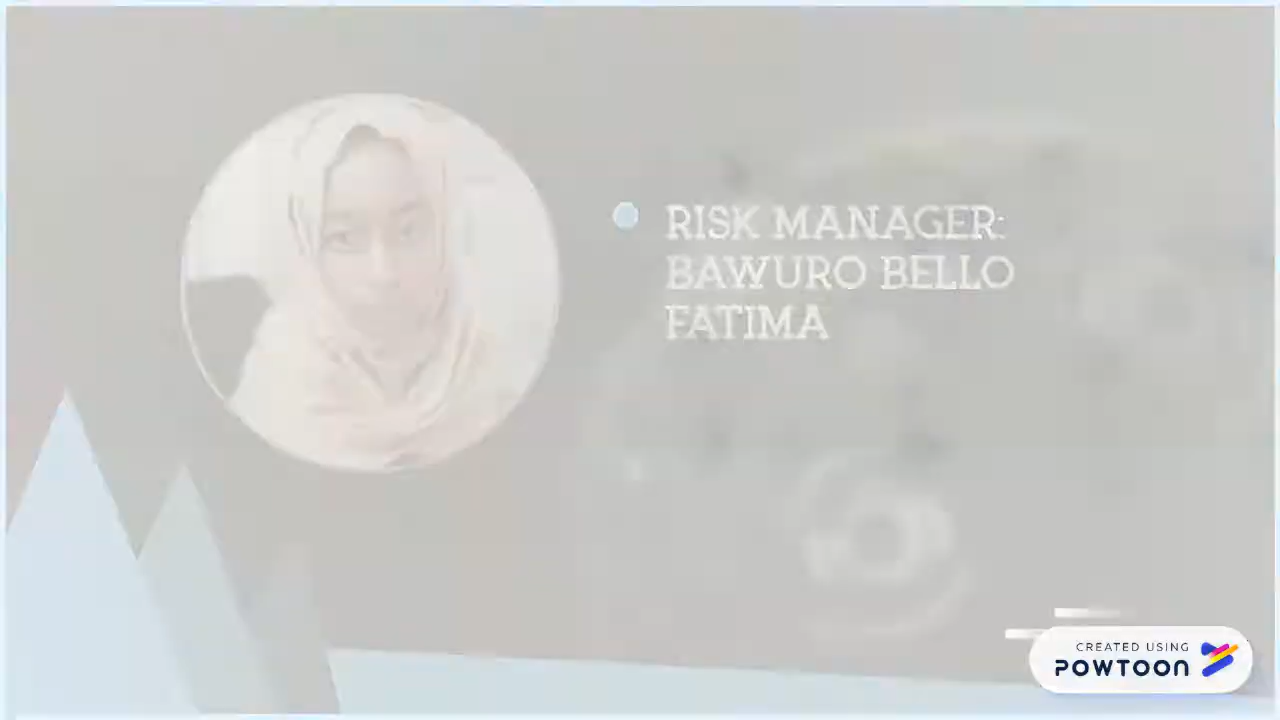 RISK MANAGER:
BAWURO BELLO
FATIMA
CREATED USING
POWTOON